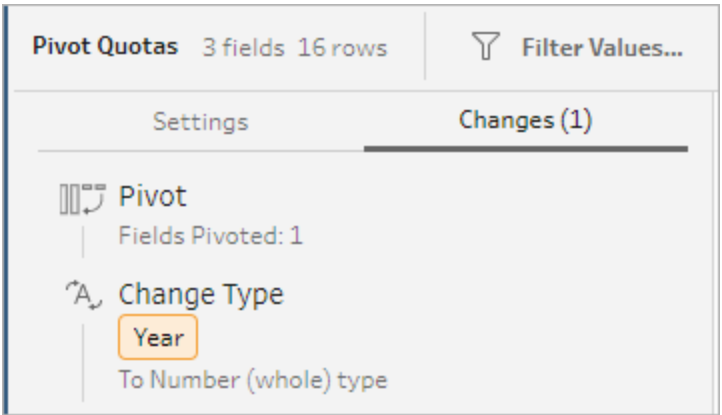 Pivot Quotas 3 fields 16 rows Filter Values...
Settings Changes (1)
Pivot
Fields Pivoted: 1
Change Type
Year
To Number (whole) type